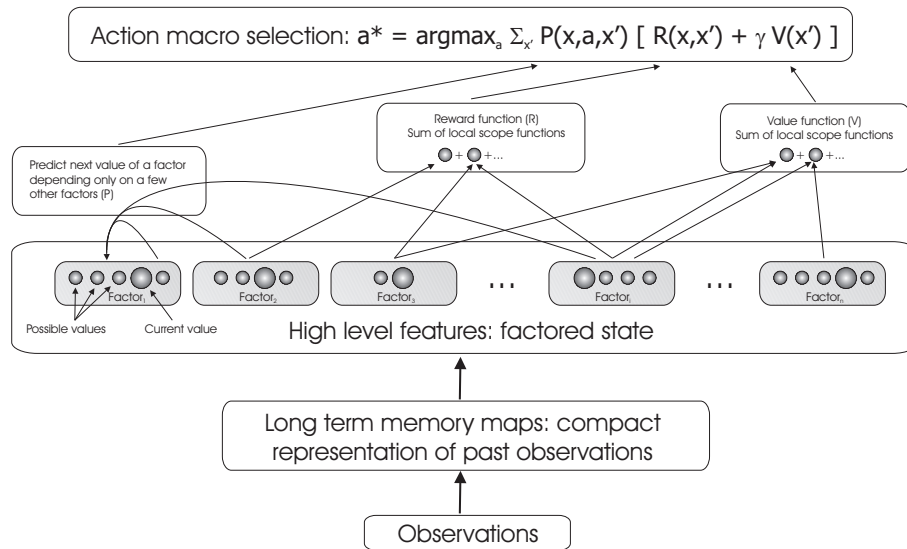 Action macro selection: a* = argmaxₐ Σₓ' P(x,a,x') [ R(x,x') + γ V(x') ]
Reward function (R)
Sum of local scope functions
+ +...
Value function (V)
Sum of local scope functions
+ +...
Predict next value of a factor
depending only on a few
other factors (P)
Factor₁
Factor₂
Factor₃
...
Factorᵢ
...
Factorₙ
Possible values
Current value
High level features: factored state
Long term memory maps: compact
representation of past observations
Observations